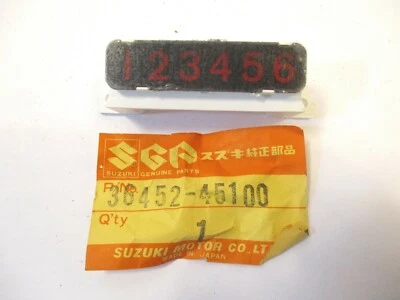 123456
SGP スズキ純正部品
SUZUKI GENUINE PARTS
P/No. 36452-45100
Q'ty 1
SUZUKI MOTOR CO.,LT
MADE IN JAPAN